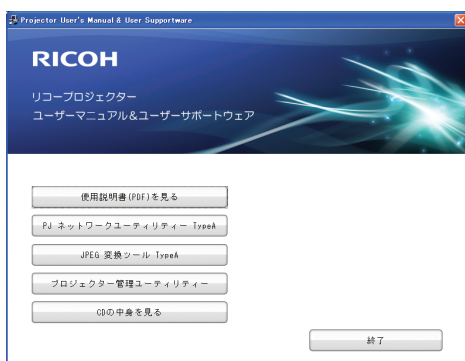 Projector User's Manual & User Supportware
RICOH
リコープロジェクター
ユーザーマニュアル&ユーザーサポートウェア
使用説明書(PDF)を見る
PJ ネットワークユーティリティー TypeA
JPEG 変換ツール TypeA
プロジェクター管理ユーティリティー
CDの中身を見る
終了